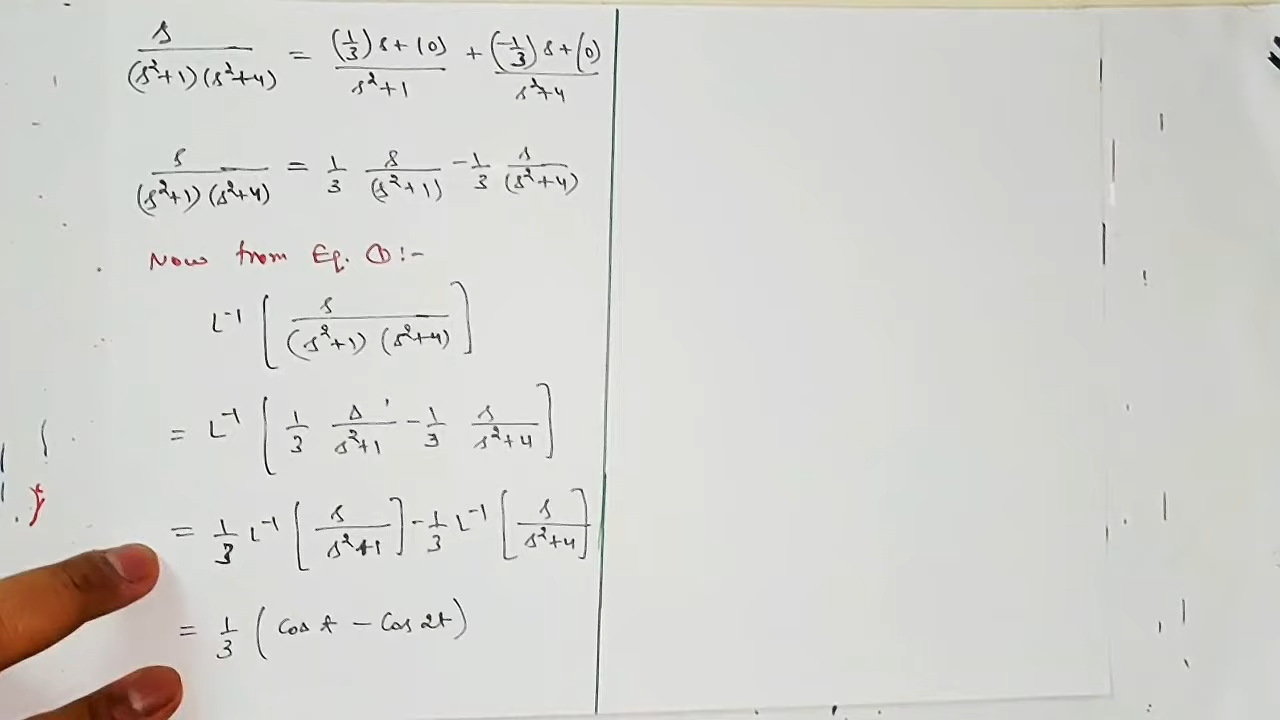 s/((s²+1)(s²+4)) = ((1/3)s+(0))/(s²+1) + ((-1/3)s+(0))/(s²+4)
s/((s²+1)(s²+4)) = 1/3 s/(s²+1) - 1/3 s/(s²+4)
Now from Eq. ①:-
L⁻¹ [ s/((s²+1)(s²+4)) ]
= L⁻¹ [ 1/3 s/(s²+1) - 1/3 s/(s²+4) ]
= 1/3 L⁻¹ [ s/(s²+1) ] - 1/3 L⁻¹ [ s/(s²+4) ]
= 1/3 ( Cos t - Cos 2t )